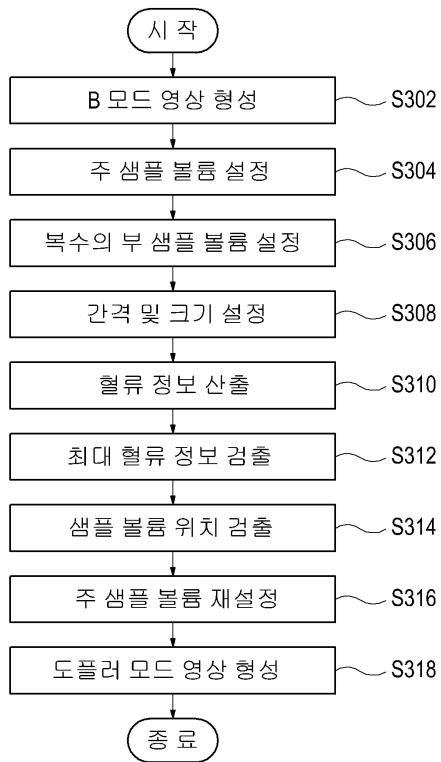 시 작
B 모드 영상 형성 S302
주 샘플 볼륨 설정 S304
복수의 부 샘플 볼륨 설정 S306
간격 및 크기 설정 S308
혈류 정보 산출 S310
최대 혈류 정보 검출 S312
샘플 볼륨 위치 검출 S314
주 샘플 볼륨 재설정 S316
도플러 모드 영상 형성 S318
종 료